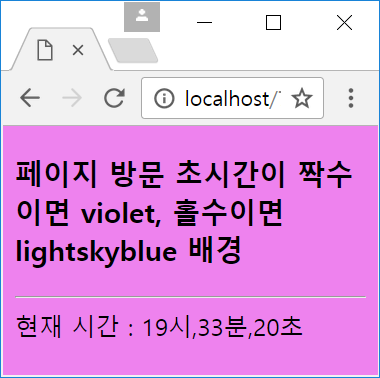 localhost/
페이지 방문 초시간이 짝수
이면 violet, 홀수이면
lightskyblue 배경
현재 시간 : 19시,33분,20초